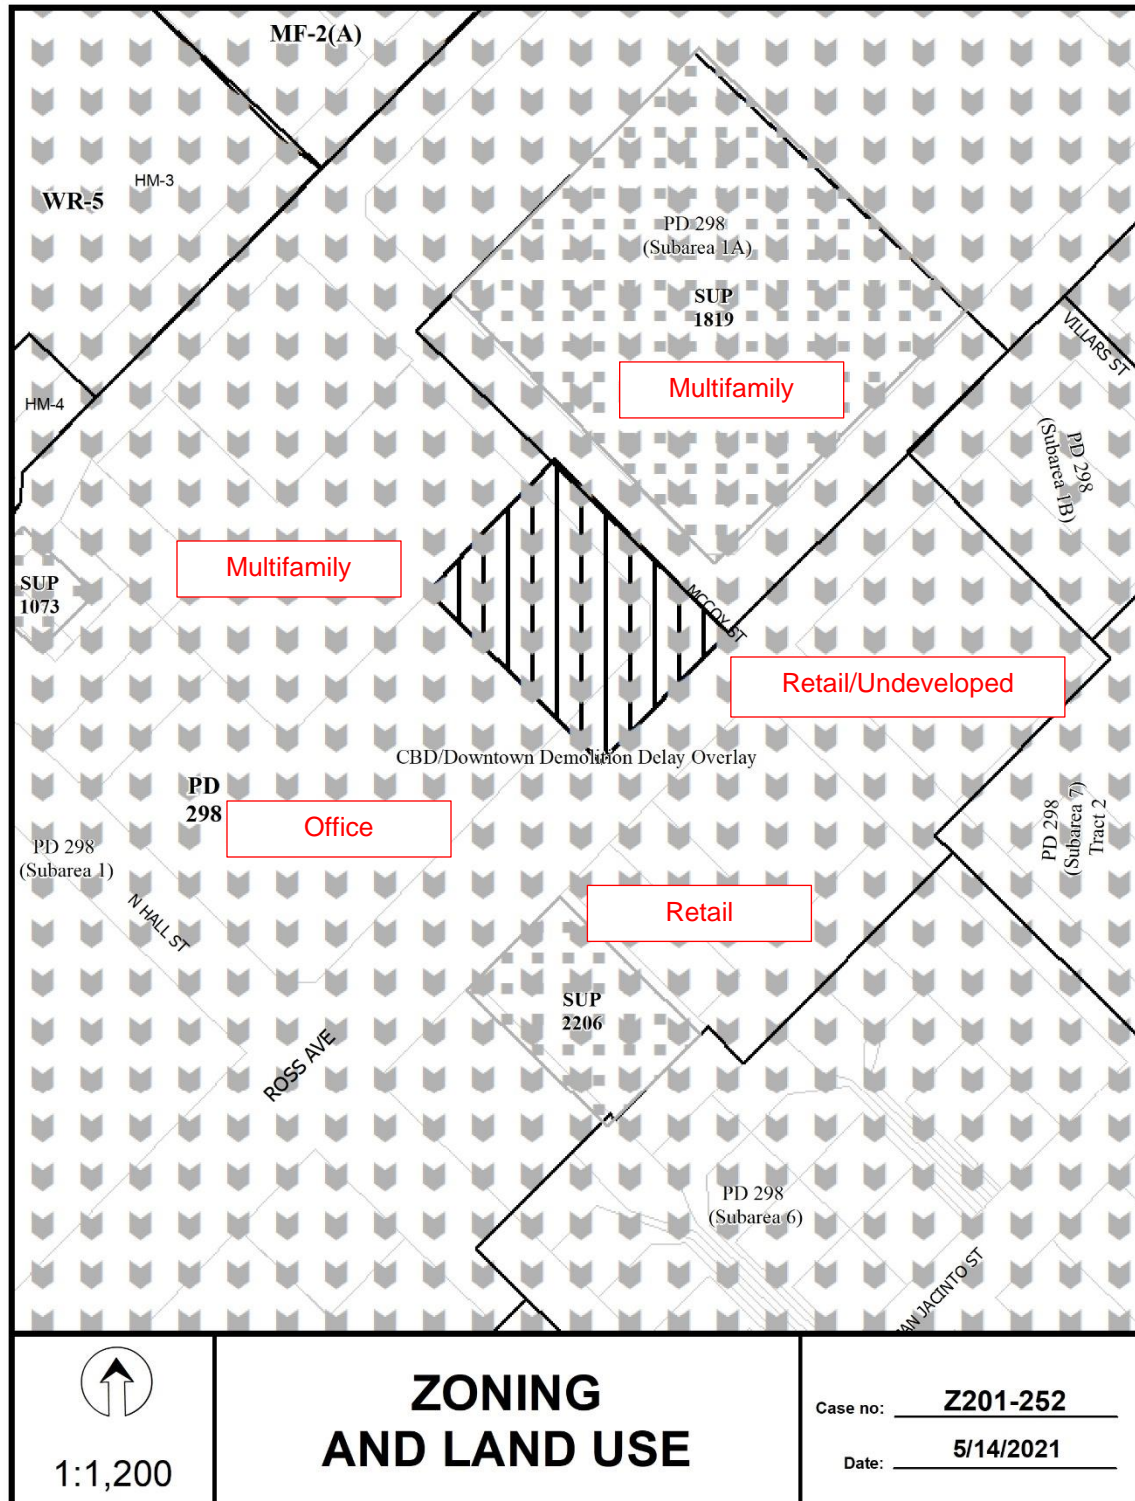 MF-2(A)
HM-3
WR-5
PD 298
(Subarea 1A)
SUP
1819
VILLARS ST
Multifamily
HM-4
PD 298
(Subarea 1B)
Multifamily
SUP
1073
MCCOY ST
Retail/Undeveloped
CBD/Downtown Demolition Delay Overlay
PD
298
Office
PD 298
(Subarea 7)
Tract 2
PD 298
(Subarea 1)
N HALL ST
Retail
SUP
2206
ROSS AVE
PD 298
(Subarea 6)
JACINTO ST
1:1,200
ZONING
AND LAND USE
Case no: Z201-252
Date: 5/14/2021